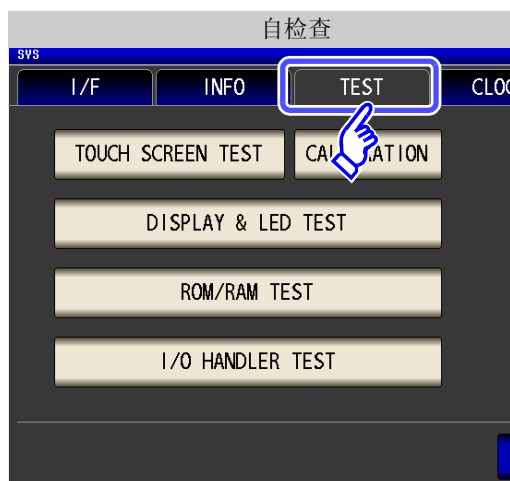 自检查
SYS
I/F INFO TEST
TOUCH SCREEN TEST
DISPLAY & LED TEST
ROM/RAM TEST
I/O HANDLER TEST